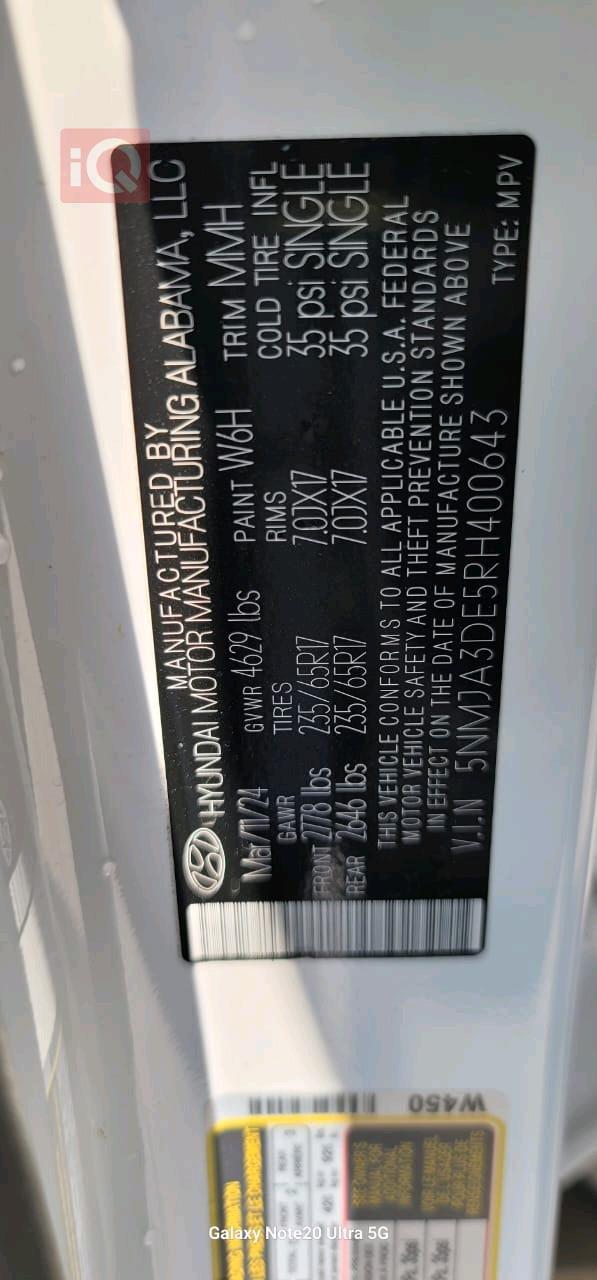 iQ
MANUFACTURED BY
HYUNDAI MOTOR MANUFACTURING ALABAMA, LLC
Mar/11/24 GVWR 4629 lbs PAINT W6H TRIM MMH
GAWR TIRES RIMS COLD TIRE INFL
FRONT 2778 lbs 235/65R17 7.0JX17 35 psi SINGLE
REAR 2646 lbs 235/65R17 7.0JX17 35 psi SINGLE
THIS VEHICLE CONFORMS TO ALL APPLICABLE U.S.A. FEDERAL
MOTOR VEHICLE SAFETY AND THEFT PREVENTION STANDARDS
IN EFFECT ON THE DATE OF MANUFACTURE SHOWN ABOVE
V.I.N 5NMJA3DE5RH400643
TYPE: MPV
W450
Galaxy Note20 Ultra 5G